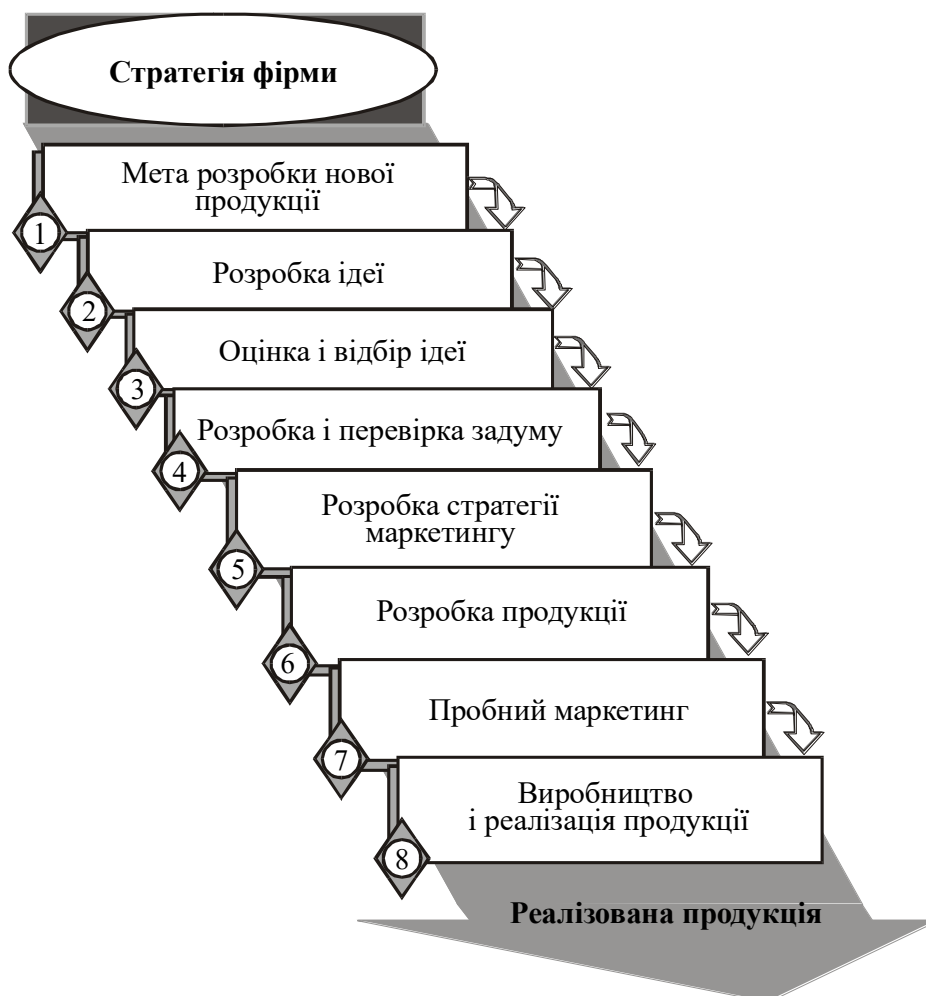 Стратегія фірми
Мета розробки нової
продукції
1
Розробка ідеї
2
Оцінка і відбір ідеї
3
Розробка і перевірка задуму
4
Розробка стратегії
маркетингу
5
Розробка продукції
6
Пробний маркетинг
7
Виробництво
і реалізація продукції
8
Реалізована продукція